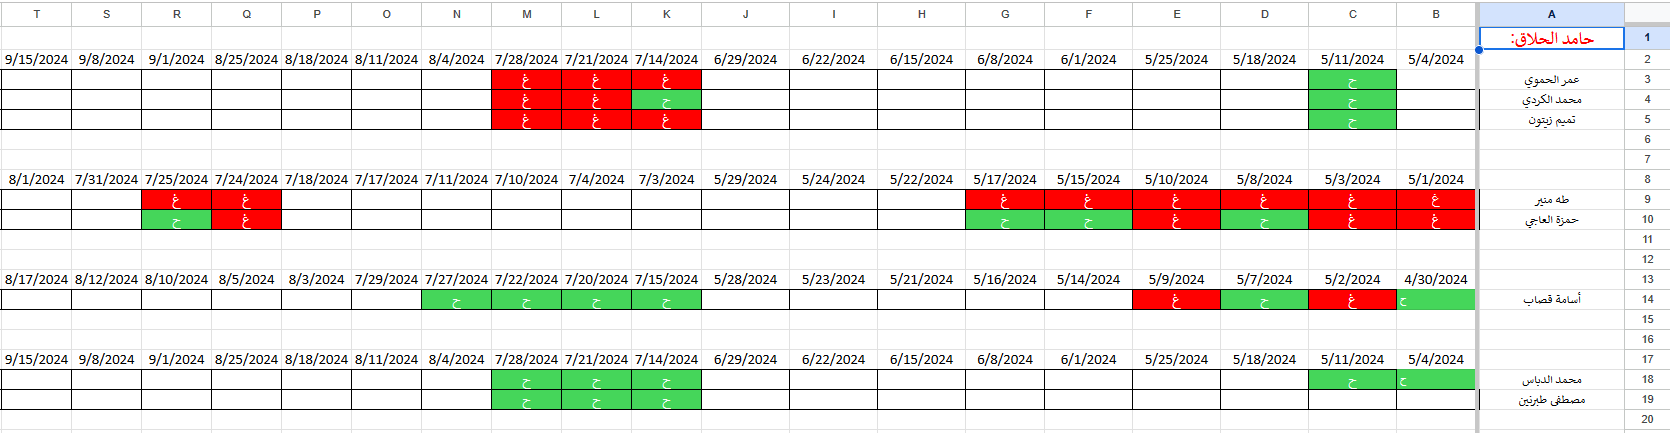 A B C D E F G H I J K L M N O P Q R S T
1 حامد الحلاق:
2 5/4/2024 5/11/2024 5/18/2024 5/25/2024 6/1/2024 6/8/2024 6/15/2024 6/22/2024 6/29/2024 7/14/2024 7/21/2024 7/28/2024 8/4/2024 8/11/2024 8/18/2024 8/25/2024 9/1/2024 9/8/2024 9/15/2024
3 عمر الحموي ح غ غ غ
4 محمد الكردي ح ح غ غ
5 تميم زيتون ح غ غ غ
6
7
8 5/1/2024 5/3/2024 5/8/2024 5/10/2024 5/15/2024 5/17/2024 5/22/2024 5/24/2024 5/29/2024 7/3/2024 7/4/2024 7/10/2024 7/11/2024 7/17/2024 7/18/2024 7/24/2024 7/25/2024 7/31/2024 8/1/2024
9 طه منير غ غ غ غ غ غ غ غ
10 حمزة العاجي غ غ ح غ ح ح غ ح
11
12
13 4/30/2024 5/2/2024 5/7/2024 5/9/2024 5/14/2024 5/16/2024 5/21/2024 5/23/2024 5/28/2024 7/15/2024 7/20/2024 7/22/2024 7/27/2024 7/29/2024 8/3/2024 8/5/2024 8/10/2024 8/12/2024 8/17/2024
14 أسامة قصاب ح غ ح غ ح ح ح ح
15
16
17 5/4/2024 5/11/2024 5/18/2024 5/25/2024 6/1/2024 6/8/2024 6/15/2024 6/22/2024 6/29/2024 7/14/2024 7/21/2024 7/28/2024 8/4/2024 8/11/2024 8/18/2024 8/25/2024 9/1/2024 9/8/2024 9/15/2024
18 محمد الدباس ح ح ح ح ح
19 مصطفى طبرنين ح ح ح
20